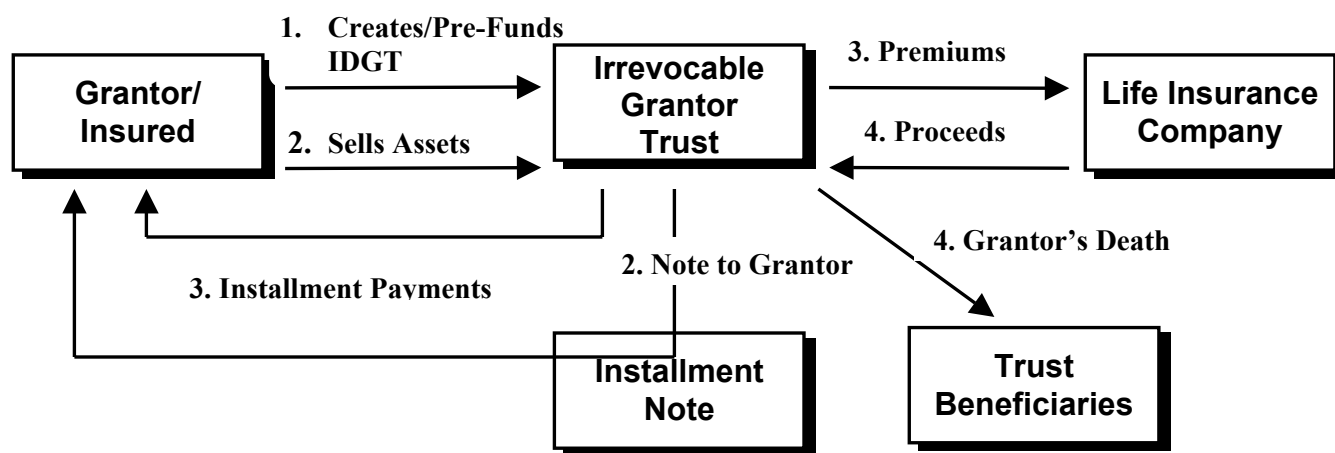 1. Creates/Pre-Funds
IDGT
Grantor/
Insured
2. Sells Assets
Irrevocable
Grantor
Trust
3. Premiums
4. Proceeds
Life Insurance
Company
3. Installment Payments
2. Note to Grantor
4. Grantor’s Death
Installment
Note
Trust
Beneficiaries